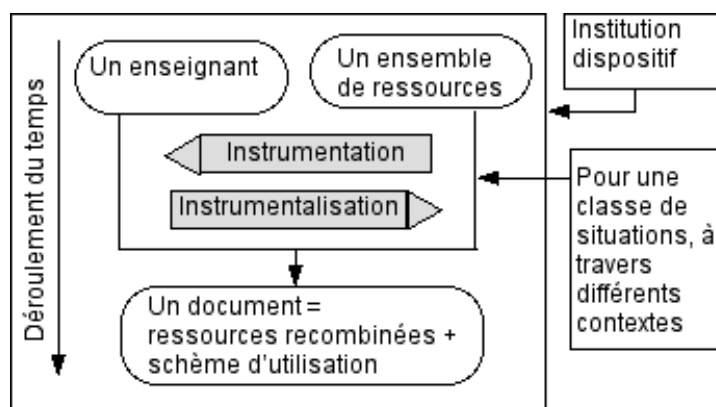 Déroulement du temps
Un enseignant
Un ensemble
de ressources
Instrumentation
Instrumentalisation
Un document =
ressources recombinées +
schème d'utilisation
Institution
dispositif
Pour une
classe de
situations, à
travers
différents
contextes